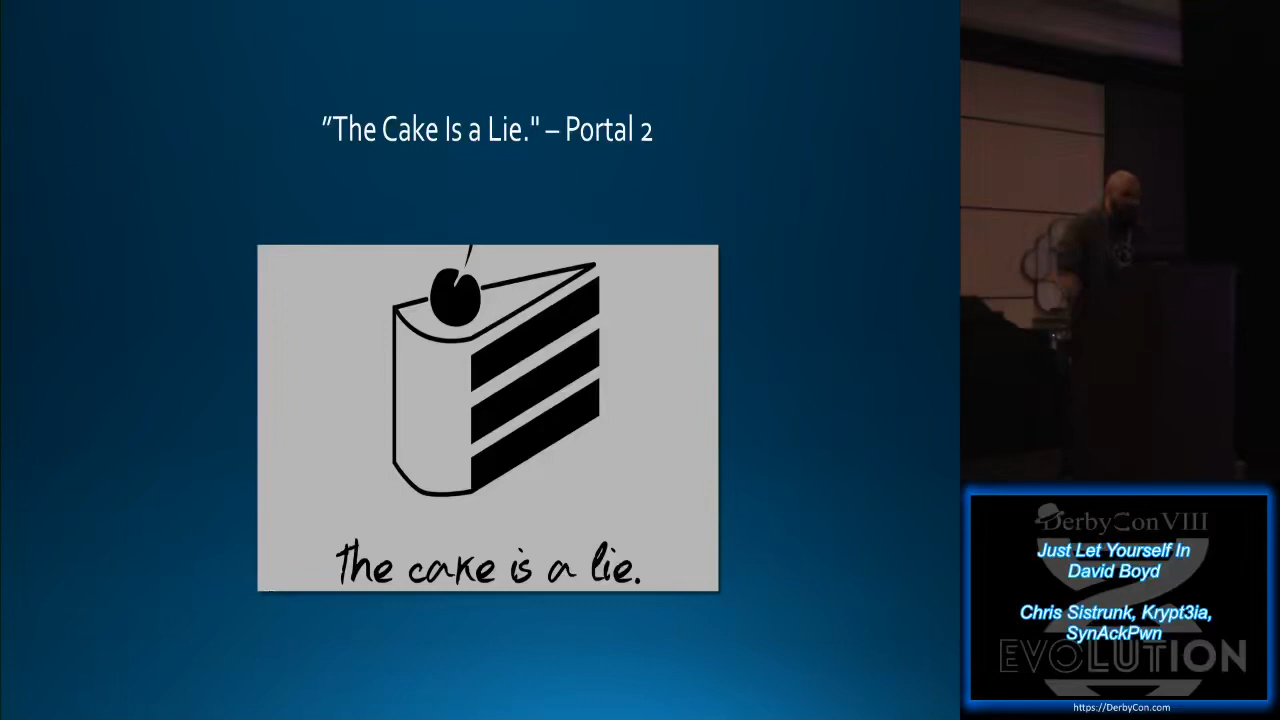 "The Cake Is a Lie." – Portal 2
the cake is a lie.
DerbyCon VIII
Just Let Yourself In
David Boyd
Chris Sistrunk, Krypt3ia,
SynAckPwn
EVOLUTION
https://DerbyCon.com